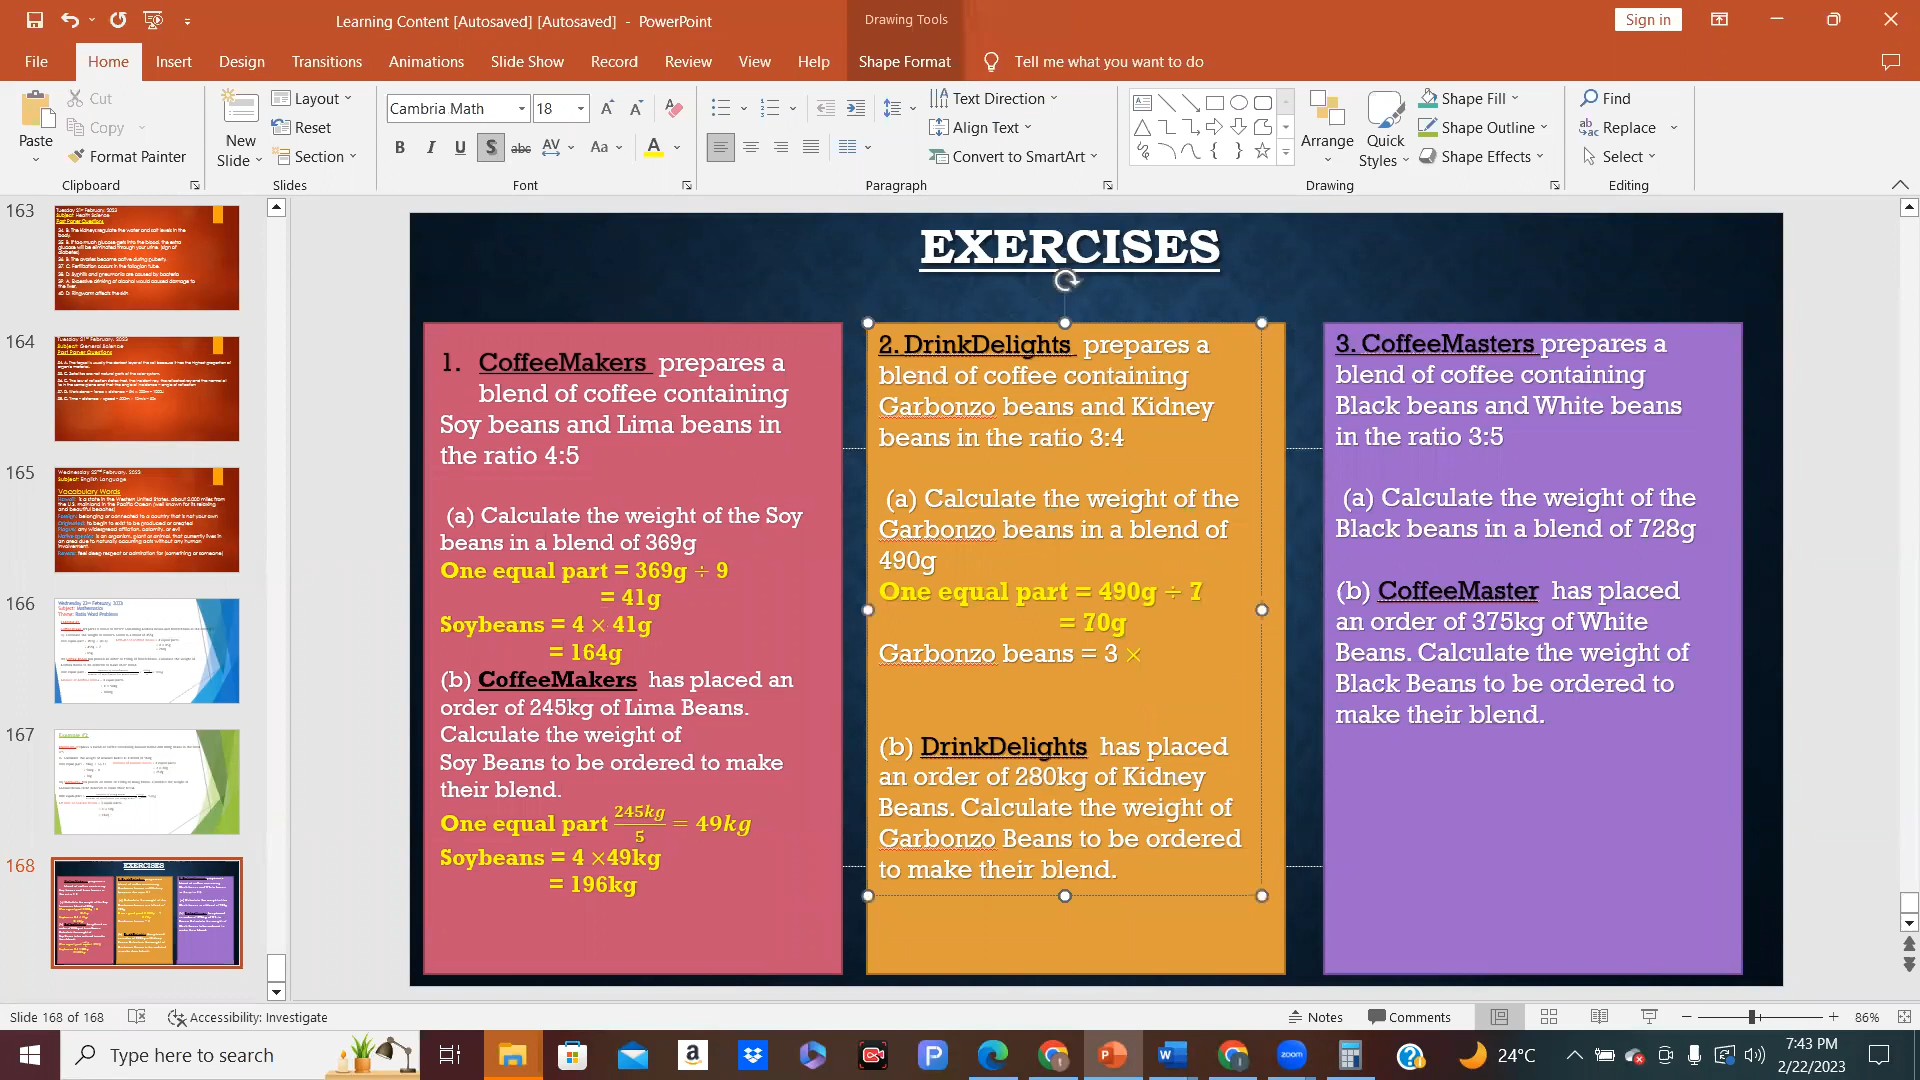 Learning Content [Autosaved] [Autosaved] - PowerPoint
Drawing Tools
Sign in
File
Home
Insert
Design
Transitions
Animations
Slide Show
Record
Review
View
Help
Shape Format
Tell me what you want to do
Paste
Cut
Copy
Format Painter
Clipboard
New
Slide
Layout
Reset
Section
Slides
Cambria Math
18
Font
Text Direction
Align Text
Convert to SmartArt
Paragraph
Arrange
Quick
Styles
Shape Fill
Shape Outline
Shape Effects
Drawing
Find
Replace
Select
Editing
163
164
165
166
167
168
EXERCISES
1. CoffeeMakers prepares a
blend of coffee containing
Soy beans and Lima beans in
the ratio 4:5
(a) Calculate the weight of the Soy
beans in a blend of 369g
One equal part = 369g ÷ 9
= 41g
Soybeans = 4 × 41g
= 164g
(b) CoffeeMakers has placed an
order of 245kg of Lima Beans.
Calculate the weight of
Soy Beans to be ordered to make
their blend.
One equal part 245kg/5 = 49kg
Soybeans = 4 ×49kg
= 196kg
2. DrinkDelights prepares a
blend of coffee containing
Garbonzo beans and Kidney
beans in the ratio 3:4
(a) Calculate the weight of the
Garbonzo beans in a blend of
490g
One equal part = 490g ÷ 7
= 70g
Garbonzo beans = 3 ×
(b) DrinkDelights has placed
an order of 280kg of Kidney
Beans. Calculate the weight of
Garbonzo Beans to be ordered
to make their blend.
3. CoffeeMasters prepares a
blend of coffee containing
Black beans and White beans
in the ratio 3:5
(a) Calculate the weight of the
Black beans in a blend of 728g
(b) CoffeeMaster has placed
an order of 375kg of White
Beans. Calculate the weight of
Black Beans to be ordered to
make their blend.
Slide 168 of 168
Accessibility: Investigate
Notes
Comments
86%
Type here to search
24°C
7:43 PM
2/22/2023